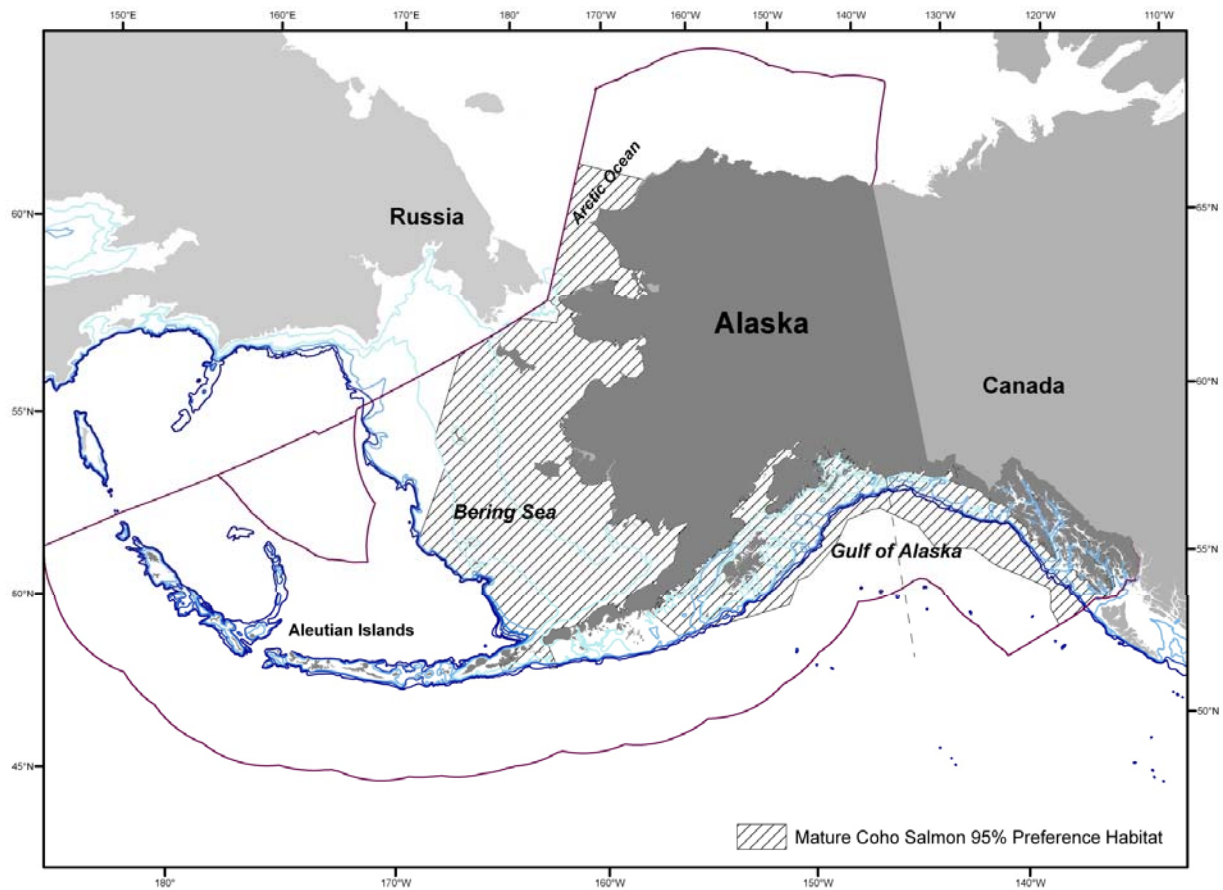 150°E 160°E 170°E 180° 170°W 160°W 150°W 140°W 130°W 120°W 110°W
Arctic Ocean
Russia
60°N
65°N
Alaska
Canada
60°N
55°N
Bering Sea
Gulf of Alaska
55°N
60°N
Aleutian Islands
50°N
45°N
Mature Coho Salmon 95% Preference Habitat
180° 170°W 160°W 150°W 140°W